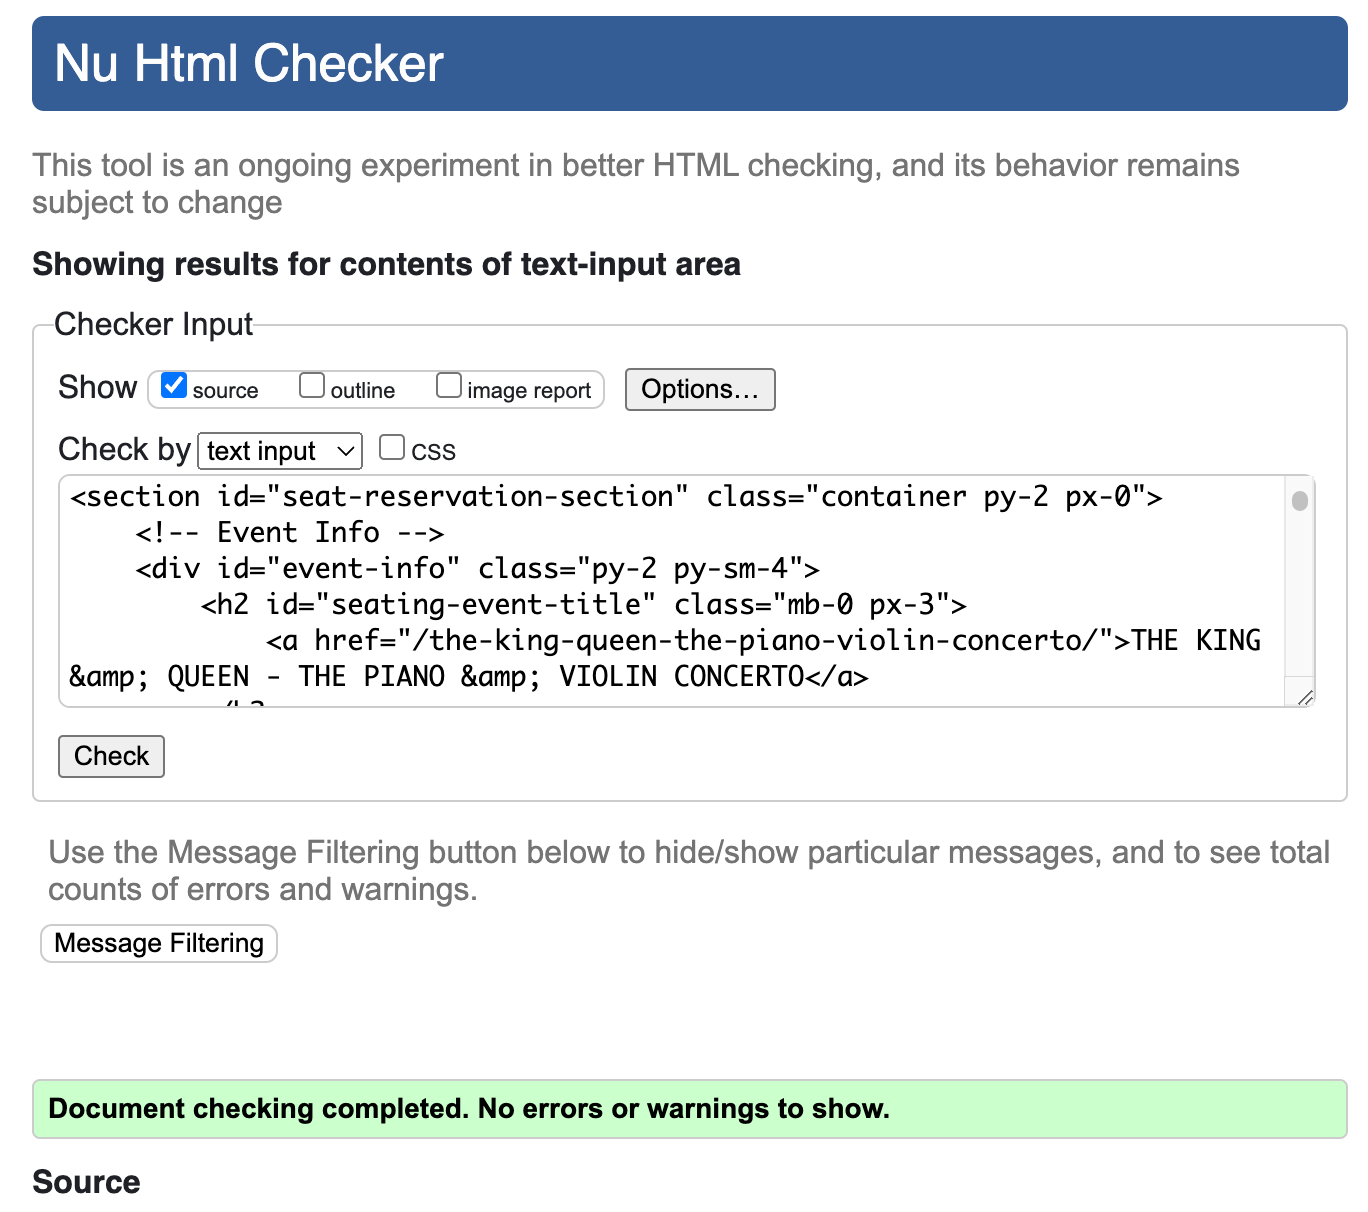 Nu Html Checker
This tool is an ongoing experiment in better HTML checking, and its behavior remains
subject to change
Showing results for contents of text-input area
Checker Input
Show source outline image report Options...
Check by text input CSS
<section id="seat-reservation-section" class="container py-2 px-0">
    <!-- Event Info -->
    <div id="event-info" class="py-2 py-sm-4">
        <h2 id="seating-event-title" class="mb-0 px-3">
            <a href="/the-king-queen-the-piano-violin-concerto/">THE KING
&amp; QUEEN - THE PIANO &amp; VIOLIN CONCERTO</a>
Check
Use the Message Filtering button below to hide/show particular messages, and to see total
counts of errors and warnings.
Message Filtering
Document checking completed. No errors or warnings to show.
Source